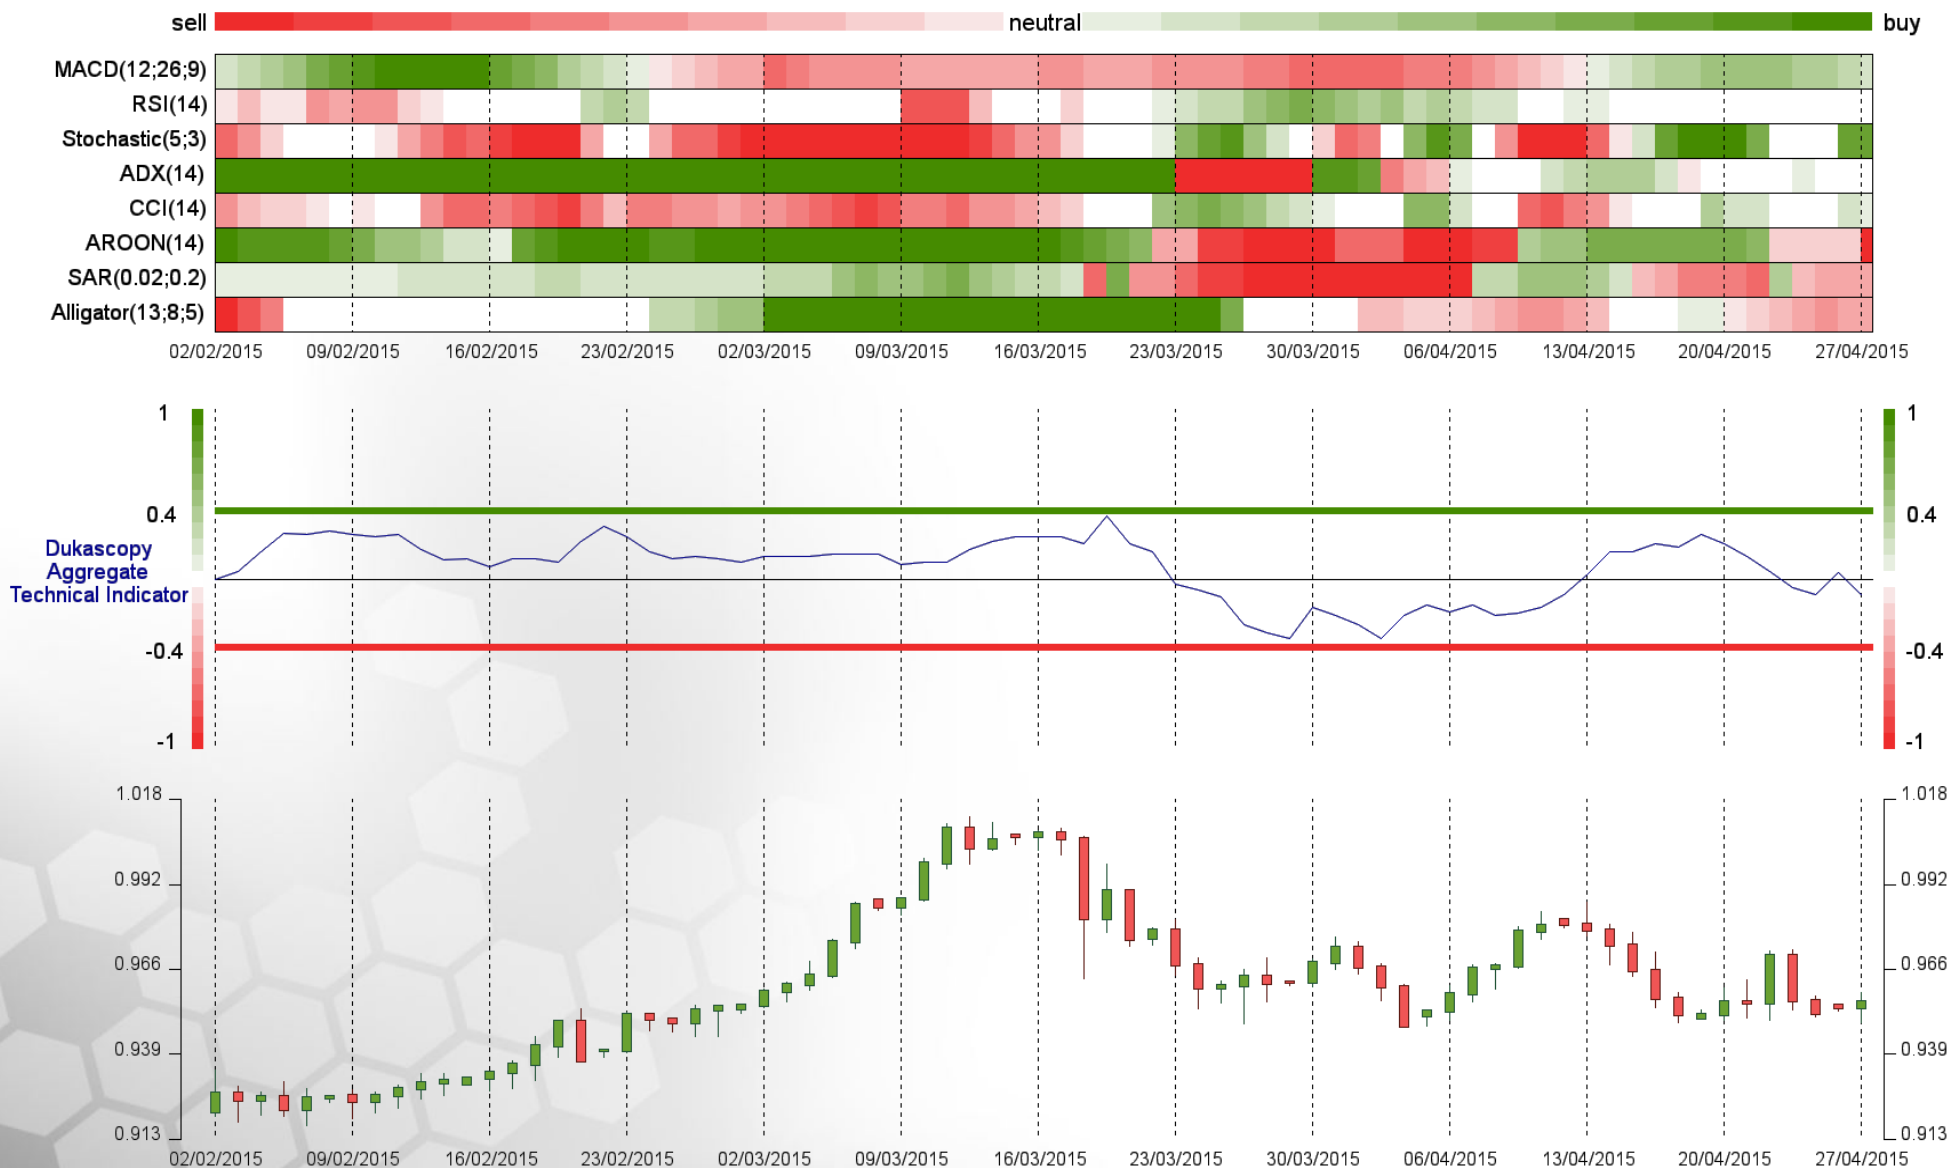 sell neutral buy
MACD(12;26;9)
RSI(14)
Stochastic(5;3)
ADX(14)
CCI(14)
AROON(14)
SAR(0.02;0.2)
Alligator(13;8;5)
02/02/2015 09/02/2015 16/02/2015 23/02/2015 02/03/2015 09/03/2015 16/03/2015 23/03/2015 30/03/2015 06/04/2015 13/04/2015 20/04/2015 27/04/2015
1 1
0.4 0.4
Dukascopy
Aggregate
Technical Indicator
-0.4 -0.4
-1 -1
1.018 1.018
0.992 0.992
0.966 0.966
0.939 0.939
0.913 0.913
02/02/2015 09/02/2015 16/02/2015 23/02/2015 02/03/2015 09/03/2015 16/03/2015 23/03/2015 30/03/2015 06/04/2015 13/04/2015 20/04/2015 27/04/2015